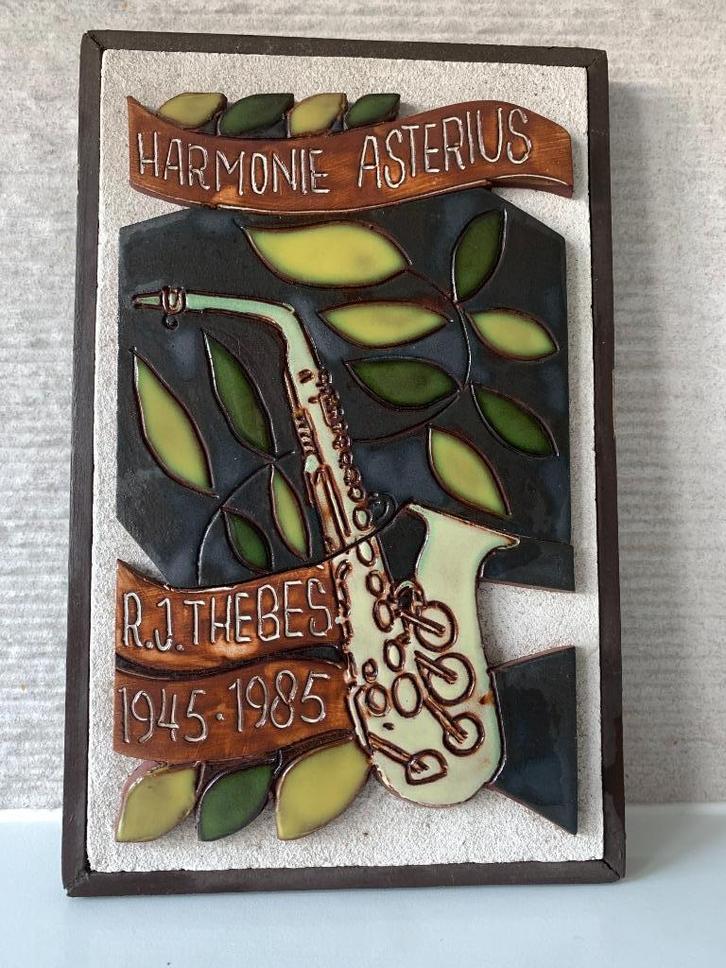 HARMONIE ASTERIUS
R.J. THEBES
1945·1985